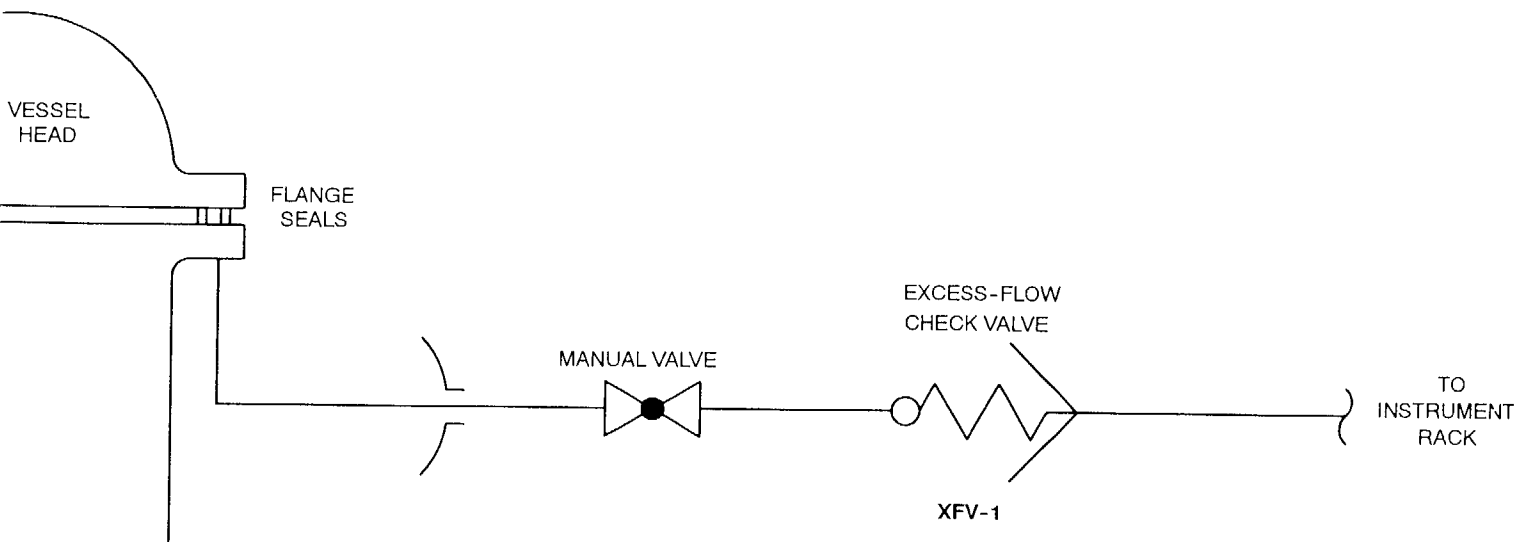 VESSEL
HEAD
FLANGE
SEALS
MANUAL VALVE
EXCESS-FLOW
CHECK VALVE
XFV-1
TO
INSTRUMENT
RACK